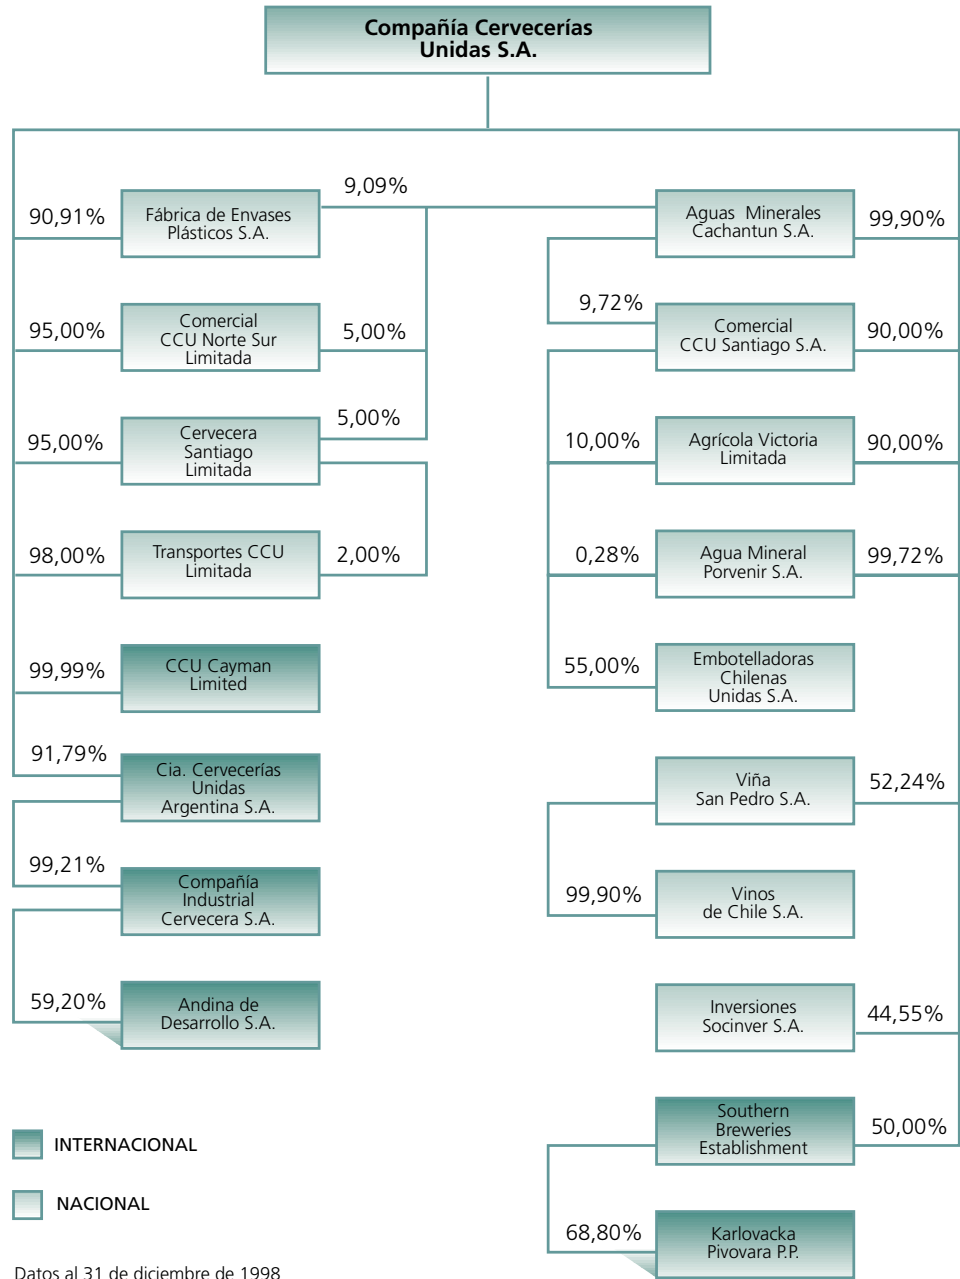 Compañía Cervecerías
Unidas S.A.
9,09%
90,91%
Fábrica de Envases
Plásticos S.A.
Aguas Minerales
Cachantun S.A.
99,90%
9,72%
95,00%
Comercial
CCU Norte Sur
Limitada
5,00%
Comercial
CCU Santiago S.A.
90,00%
5,00%
95,00%
Cervecera
Santiago
Limitada
10,00%
Agrícola Victoria
Limitada
90,00%
98,00%
Transportes CCU
Limitada
2,00%
0,28%
Agua Mineral
Porvenir S.A.
99,72%
99,99%
CCU Cayman
Limited
55,00%
Embotelladoras
Chilenas
Unidas S.A.
91,79%
Cia. Cervecerías
Unidas
Argentina S.A.
Viña
San Pedro S.A.
52,24%
99,21%
Compañía
Industrial
Cervecera S.A.
99,90%
Vinos
de Chile S.A.
59,20%
Andina de
Desarrollo S.A.
Inversiones
Socinver S.A.
44,55%
Southern
Breweries
Establishment
50,00%
INTERNACIONAL
NACIONAL
68,80%
Karlovacka
Pivovara P.P.
Datos al 31 de diciembre de 1998